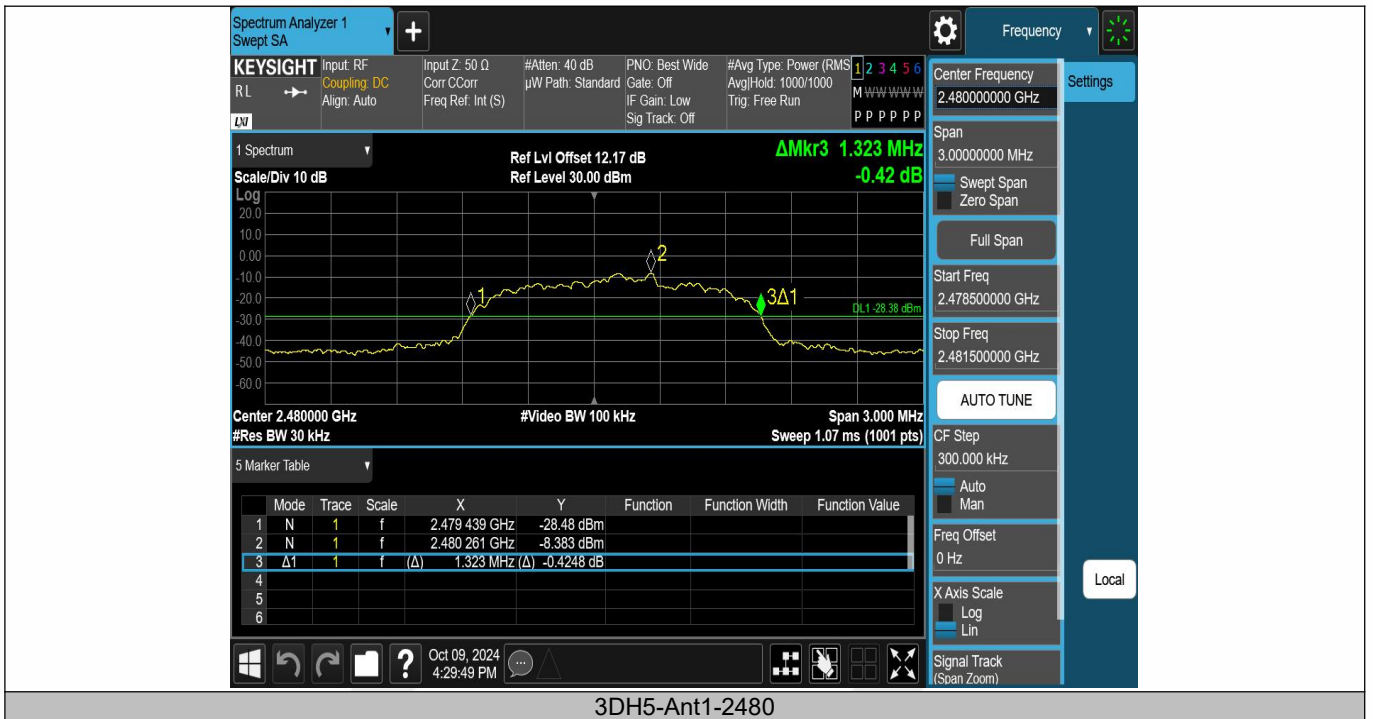 Spectrum Analyzer 1
Swept SA
+
Frequency
KEYSIGHT
RL
LXI
Input: RF
Coupling: DC
Align: Auto
Input Z: 50 Ω
Corr CCorr
Freq Ref: Int (S)
#Atten: 40 dB
µW Path: Standard
PNO: Best Wide
Gate: Off
IF Gain: Low
Sig Track: Off
#Avg Type: Power (RMS
Avg|Hold: 1000/1000
Trig: Free Run
1 2 3 4 5 6
M W W W W W
P P P P P P
1 Spectrum
Scale/Div 10 dB
Ref Lvl Offset 12.17 dB
Ref Level 30.00 dBm
ΔMkr3 1.323 MHz
-0.42 dB
Log
20.0
10.0
0.00
-10.0
-20.0
-30.0
-40.0
-50.0
-60.0
1
2
3Δ1
DL1 -28.38 dBm
Center 2.480000 GHz
#Video BW 100 kHz
Span 3.000 MHz
#Res BW 30 kHz
Sweep 1.07 ms (1001 pts)
5 Marker Table
Mode Trace Scale X Y Function Function Width Function Value
1 N 1 f 2.479 439 GHz -28.48 dBm
2 N 1 f 2.480 261 GHz -8.383 dBm
3 Δ1 1 f (Δ) 1.323 MHz (Δ) -0.4248 dB
4
5
6
Center Frequency
2.480000000 GHz
Settings
Span
3.00000000 MHz
Swept Span
Zero Span
Full Span
Start Freq
2.478500000 GHz
Stop Freq
2.481500000 GHz
AUTO TUNE
CF Step
300.000 kHz
Auto
Man
Freq Offset
0 Hz
X Axis Scale
Log
Lin
Local
Signal Track
(Span Zoom)
?
Oct 09, 2024
4:29:49 PM
3DH5-Ant1-2480